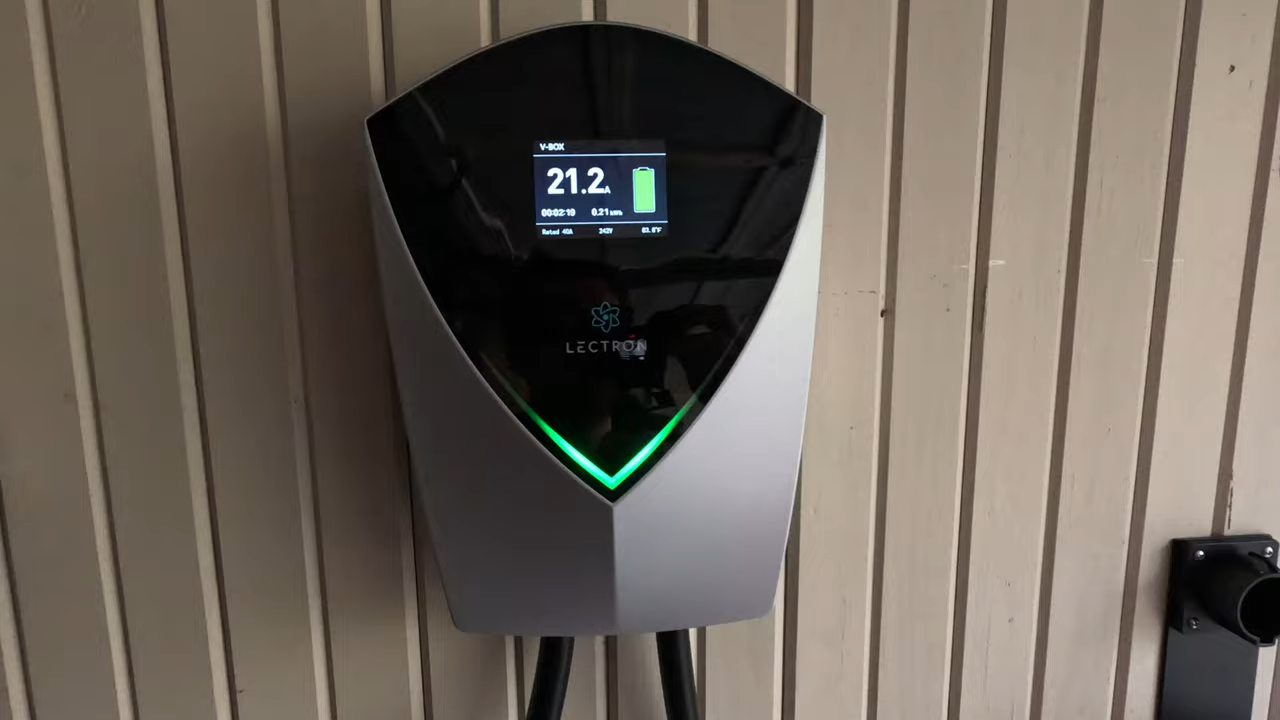 V-BOX
21.2A
00:02:19 0.21 kWh
Rated 40A 242V 83.8°F
LECTRON